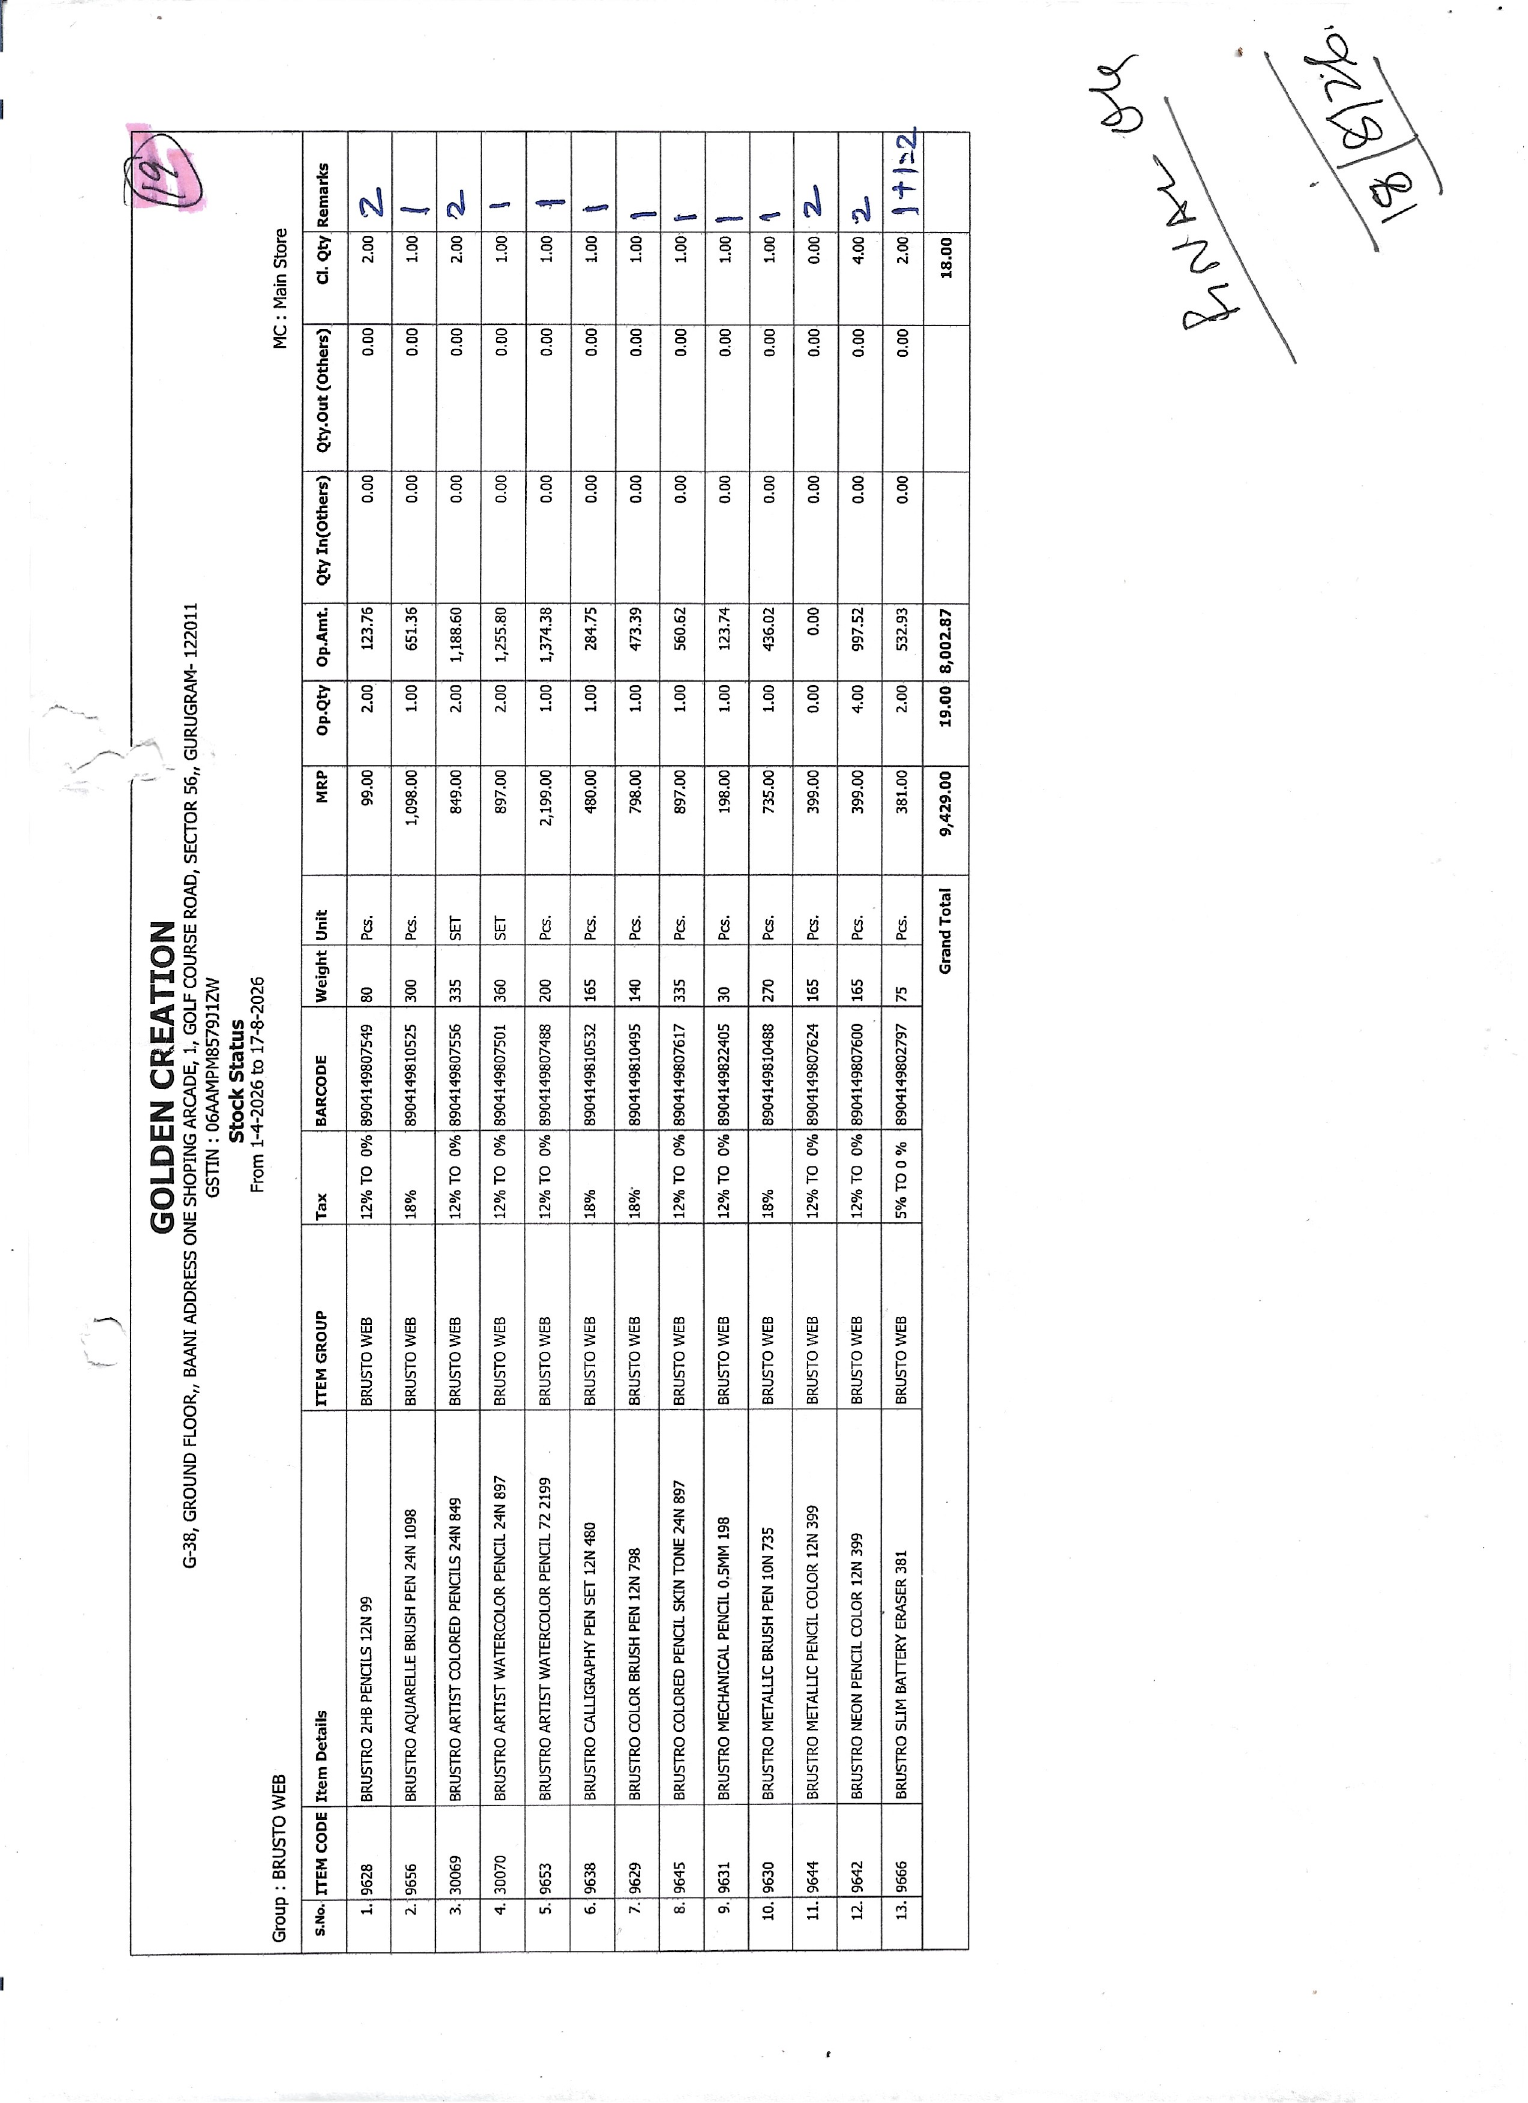 19
GOLDEN CREATION
G-38, GROUND FLOOR,, BAANI ADDRESS ONE SHOPING ARCADE, 1, GOLF COURSE ROAD, SECTOR 56,, GURUGRAM- 122011
GSTIN : 06AAMPM8579J1ZW
Stock Status
From 1-4-2026 to 17-8-2026
Group : BRUSTO WEB MC : Main Store
S.No. ITEM CODE Item Details ITEM GROUP Tax BARCODE Weight Unit MRP Op.Qty Op.Amt. Qty In(Others) Qty.Out (Others) Cl. Qty Remarks
1. 9628 BRUSTRO 2HB PENCILS 12N 99 BRUSTO WEB 12% TO 0% 8904149807549 80 Pcs. 99.00 2.00 123.76 0.00 0.00 2.00 2
2. 9656 BRUSTRO AQUARELLE BRUSH PEN 24N 1098 BRUSTO WEB 18% 8904149810525 300 Pcs. 1,098.00 1.00 651.36 0.00 0.00 1.00 1
3. 30069 BRUSTRO ARTIST COLORED PENCILS 24N 849 BRUSTO WEB 12% TO 0% 8904149807556 335 SET 849.00 2.00 1,188.60 0.00 0.00 2.00 2
4. 30070 BRUSTRO ARTIST WATERCOLOR PENCIL 24N 897 BRUSTO WEB 12% TO 0% 8904149807501 360 SET 897.00 2.00 1,255.80 0.00 0.00 1.00 1
5. 9653 BRUSTRO ARTIST WATERCOLOR PENCIL 72 2199 BRUSTO WEB 12% TO 0% 8904149807488 200 Pcs. 2,199.00 1.00 1,374.38 0.00 0.00 1.00 1
6. 9638 BRUSTRO CALLIGRAPHY PEN SET 12N 480 BRUSTO WEB 18% 8904149810532 165 Pcs. 480.00 1.00 284.75 0.00 0.00 1.00 1
7. 9629 BRUSTRO COLOR BRUSH PEN 12N 798 BRUSTO WEB 18% 8904149810495 140 Pcs. 798.00 1.00 473.39 0.00 0.00 1.00 1
8. 9645 BRUSTRO COLORED PENCIL SKIN TONE 24N 897 BRUSTO WEB 12% TO 0% 8904149807617 335 Pcs. 897.00 1.00 560.62 0.00 0.00 1.00 1
9. 9631 BRUSTRO MECHANICAL PENCIL 0.5MM 198 BRUSTO WEB 12% TO 0% 8904149822405 30 Pcs. 198.00 1.00 123.74 0.00 0.00 1.00 1
10. 9630 BRUSTRO METALLIC BRUSH PEN 10N 735 BRUSTO WEB 18% 8904149810488 270 Pcs. 735.00 1.00 436.02 0.00 0.00 1.00 1
11. 9644 BRUSTRO METALLIC PENCIL COLOR 12N 399 BRUSTO WEB 12% TO 0% 8904149807624 165 Pcs. 399.00 0.00 0.00 0.00 0.00 0.00 2
12. 9642 BRUSTRO NEON PENCIL COLOR 12N 399 BRUSTO WEB 12% TO 0% 8904149807600 165 Pcs. 399.00 4.00 997.52 0.00 0.00 4.00 2
13. 9666 BRUSTRO SLIM BATTERY ERASER 381 BRUSTO WEB 5% TO 0 % 8904149802797 75 Pcs. 381.00 2.00 532.93 0.00 0.00 2.00 1+1=2
Grand Total 9,429.00 19.00 8,002.87 18.00
18/8/26